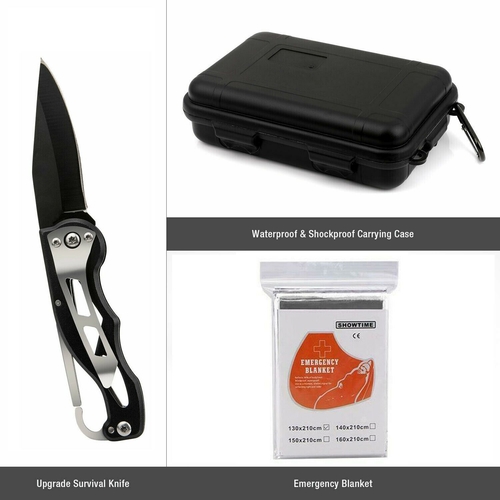 Waterproof & Shockproof Carrying Case
SHOWTIME
CE
EMERGENCY
BLANKET
130x210cm
140x210cm
150x210cm
160x210cm
Upgrade Survival Knife
Emergency Blanket